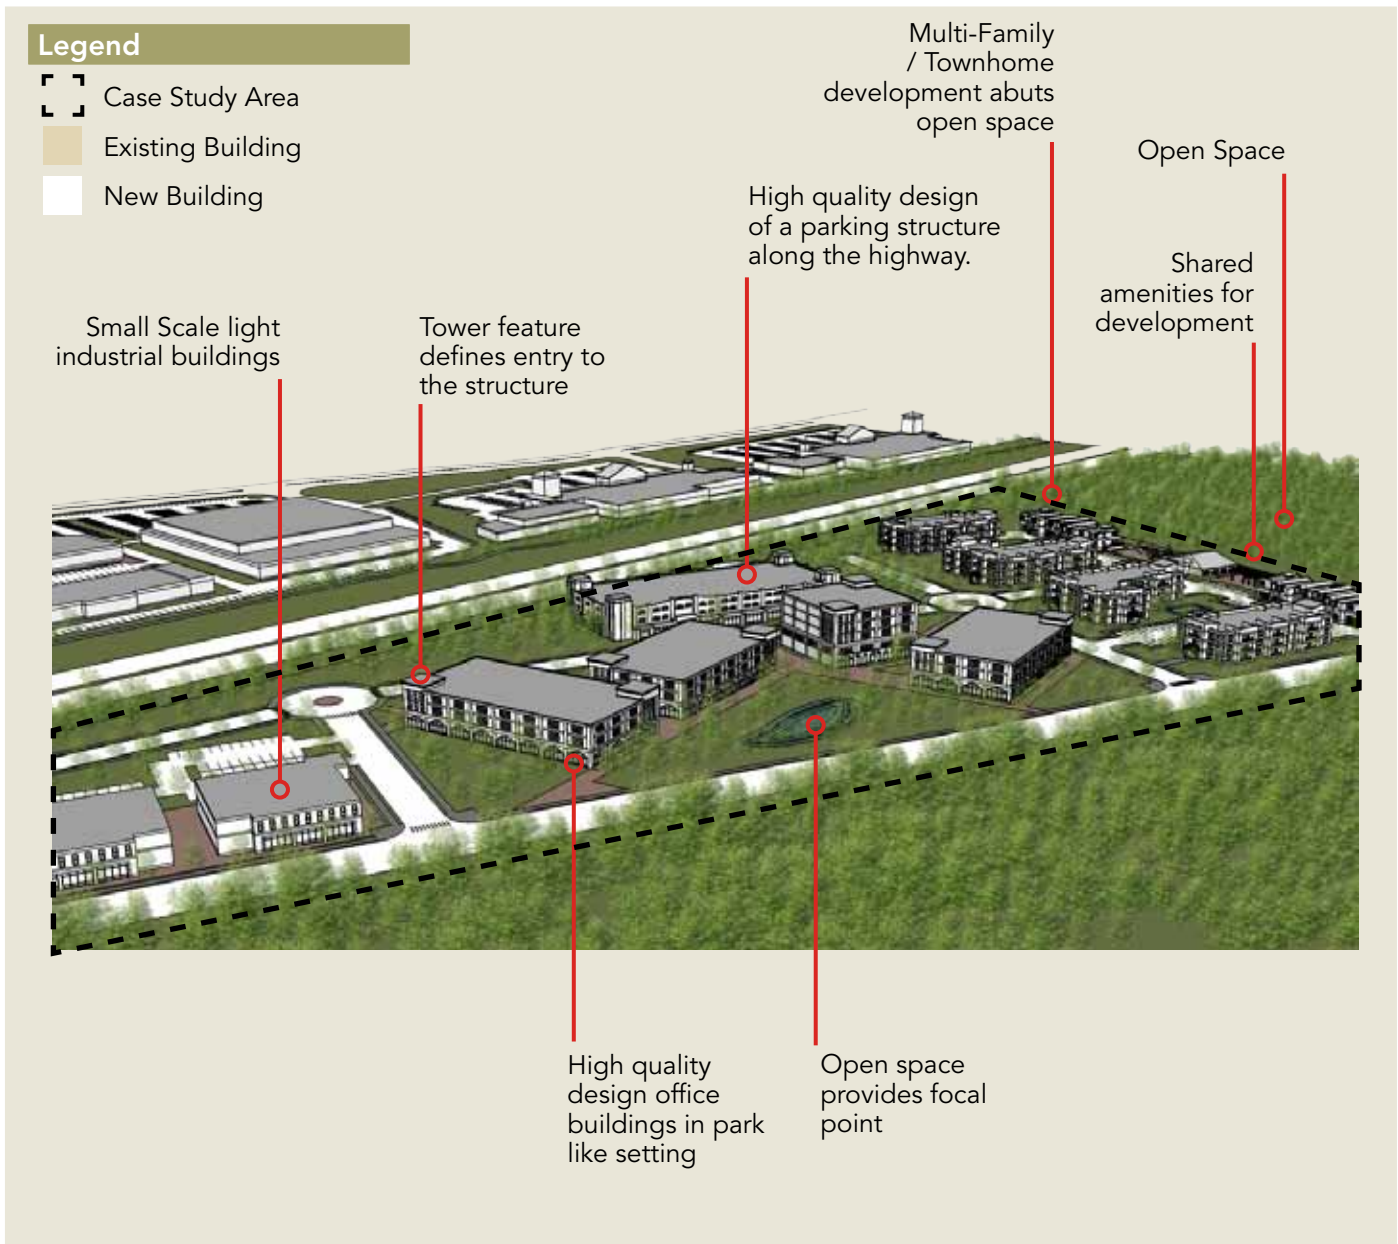 Legend
Case Study Area
Existing Building
New Building
Multi-Family
/ Townhome
development abuts
open space
Open Space
High quality design
of a parking structure
along the highway.
Shared
amenities for
development
Small Scale light
industrial buildings
Tower feature
defines entry to
the structure
High quality
design office
buildings in park
like setting
Open space
provides focal
point